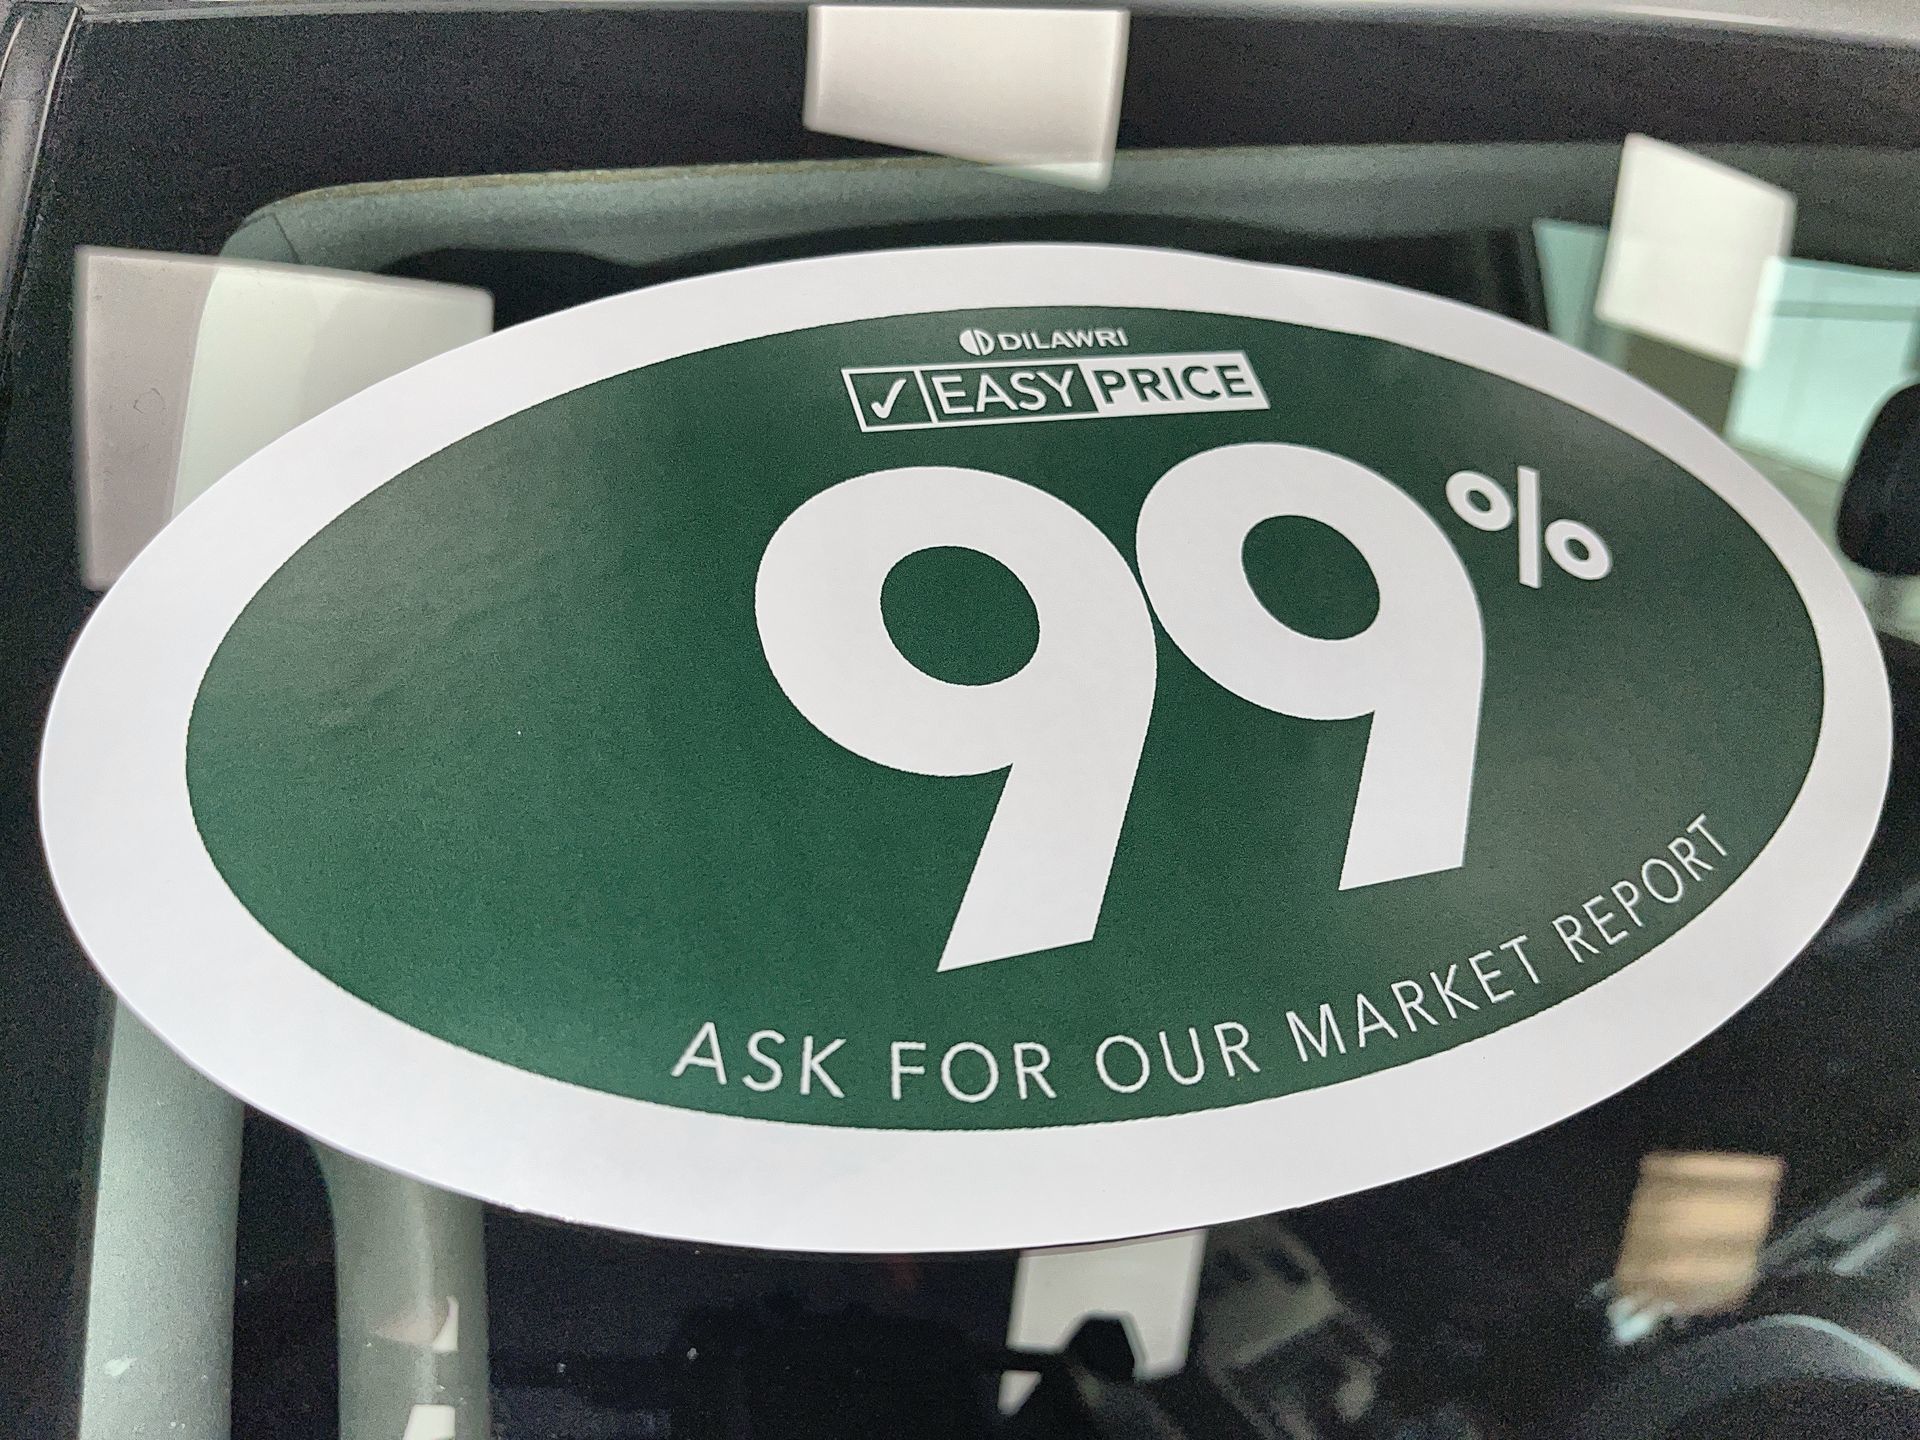 DILAWRI
EASY PRICE
99%
ASK FOR OUR MARKET REPORT